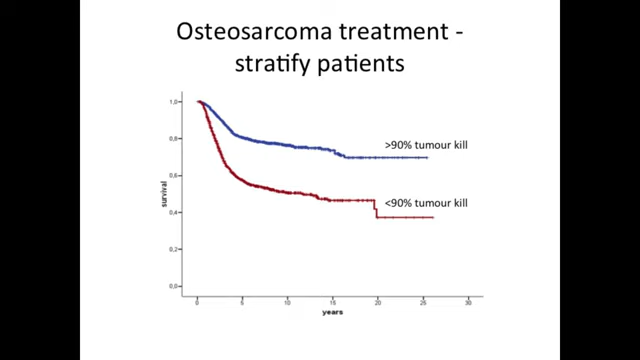 Osteosarcoma treatment -
stratify patients
1,0
>90% tumour kill
0,8
0,6
<90% tumour kill
survival
0,4
0,2
0,0
0 5 10 15 20 25 30
years